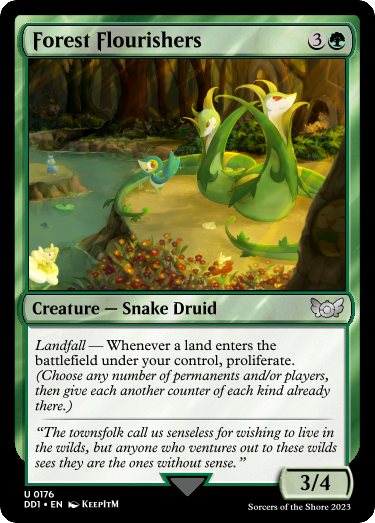 Forest Flourishers 3
Creature — Snake Druid
Landfall — Whenever a land enters the
battlefield under your control, proliferate.
(Choose any number of permanents and/or players,
then give each another counter of each kind already
there.)
“The townsfolk call us senseless for wishing to live in
the wilds, but anyone who ventures out to these wilds
sees they are the ones without sense.”
3/4
U 0176
DD1 • EN KEEPITM
Sorcers of the Shore 2023